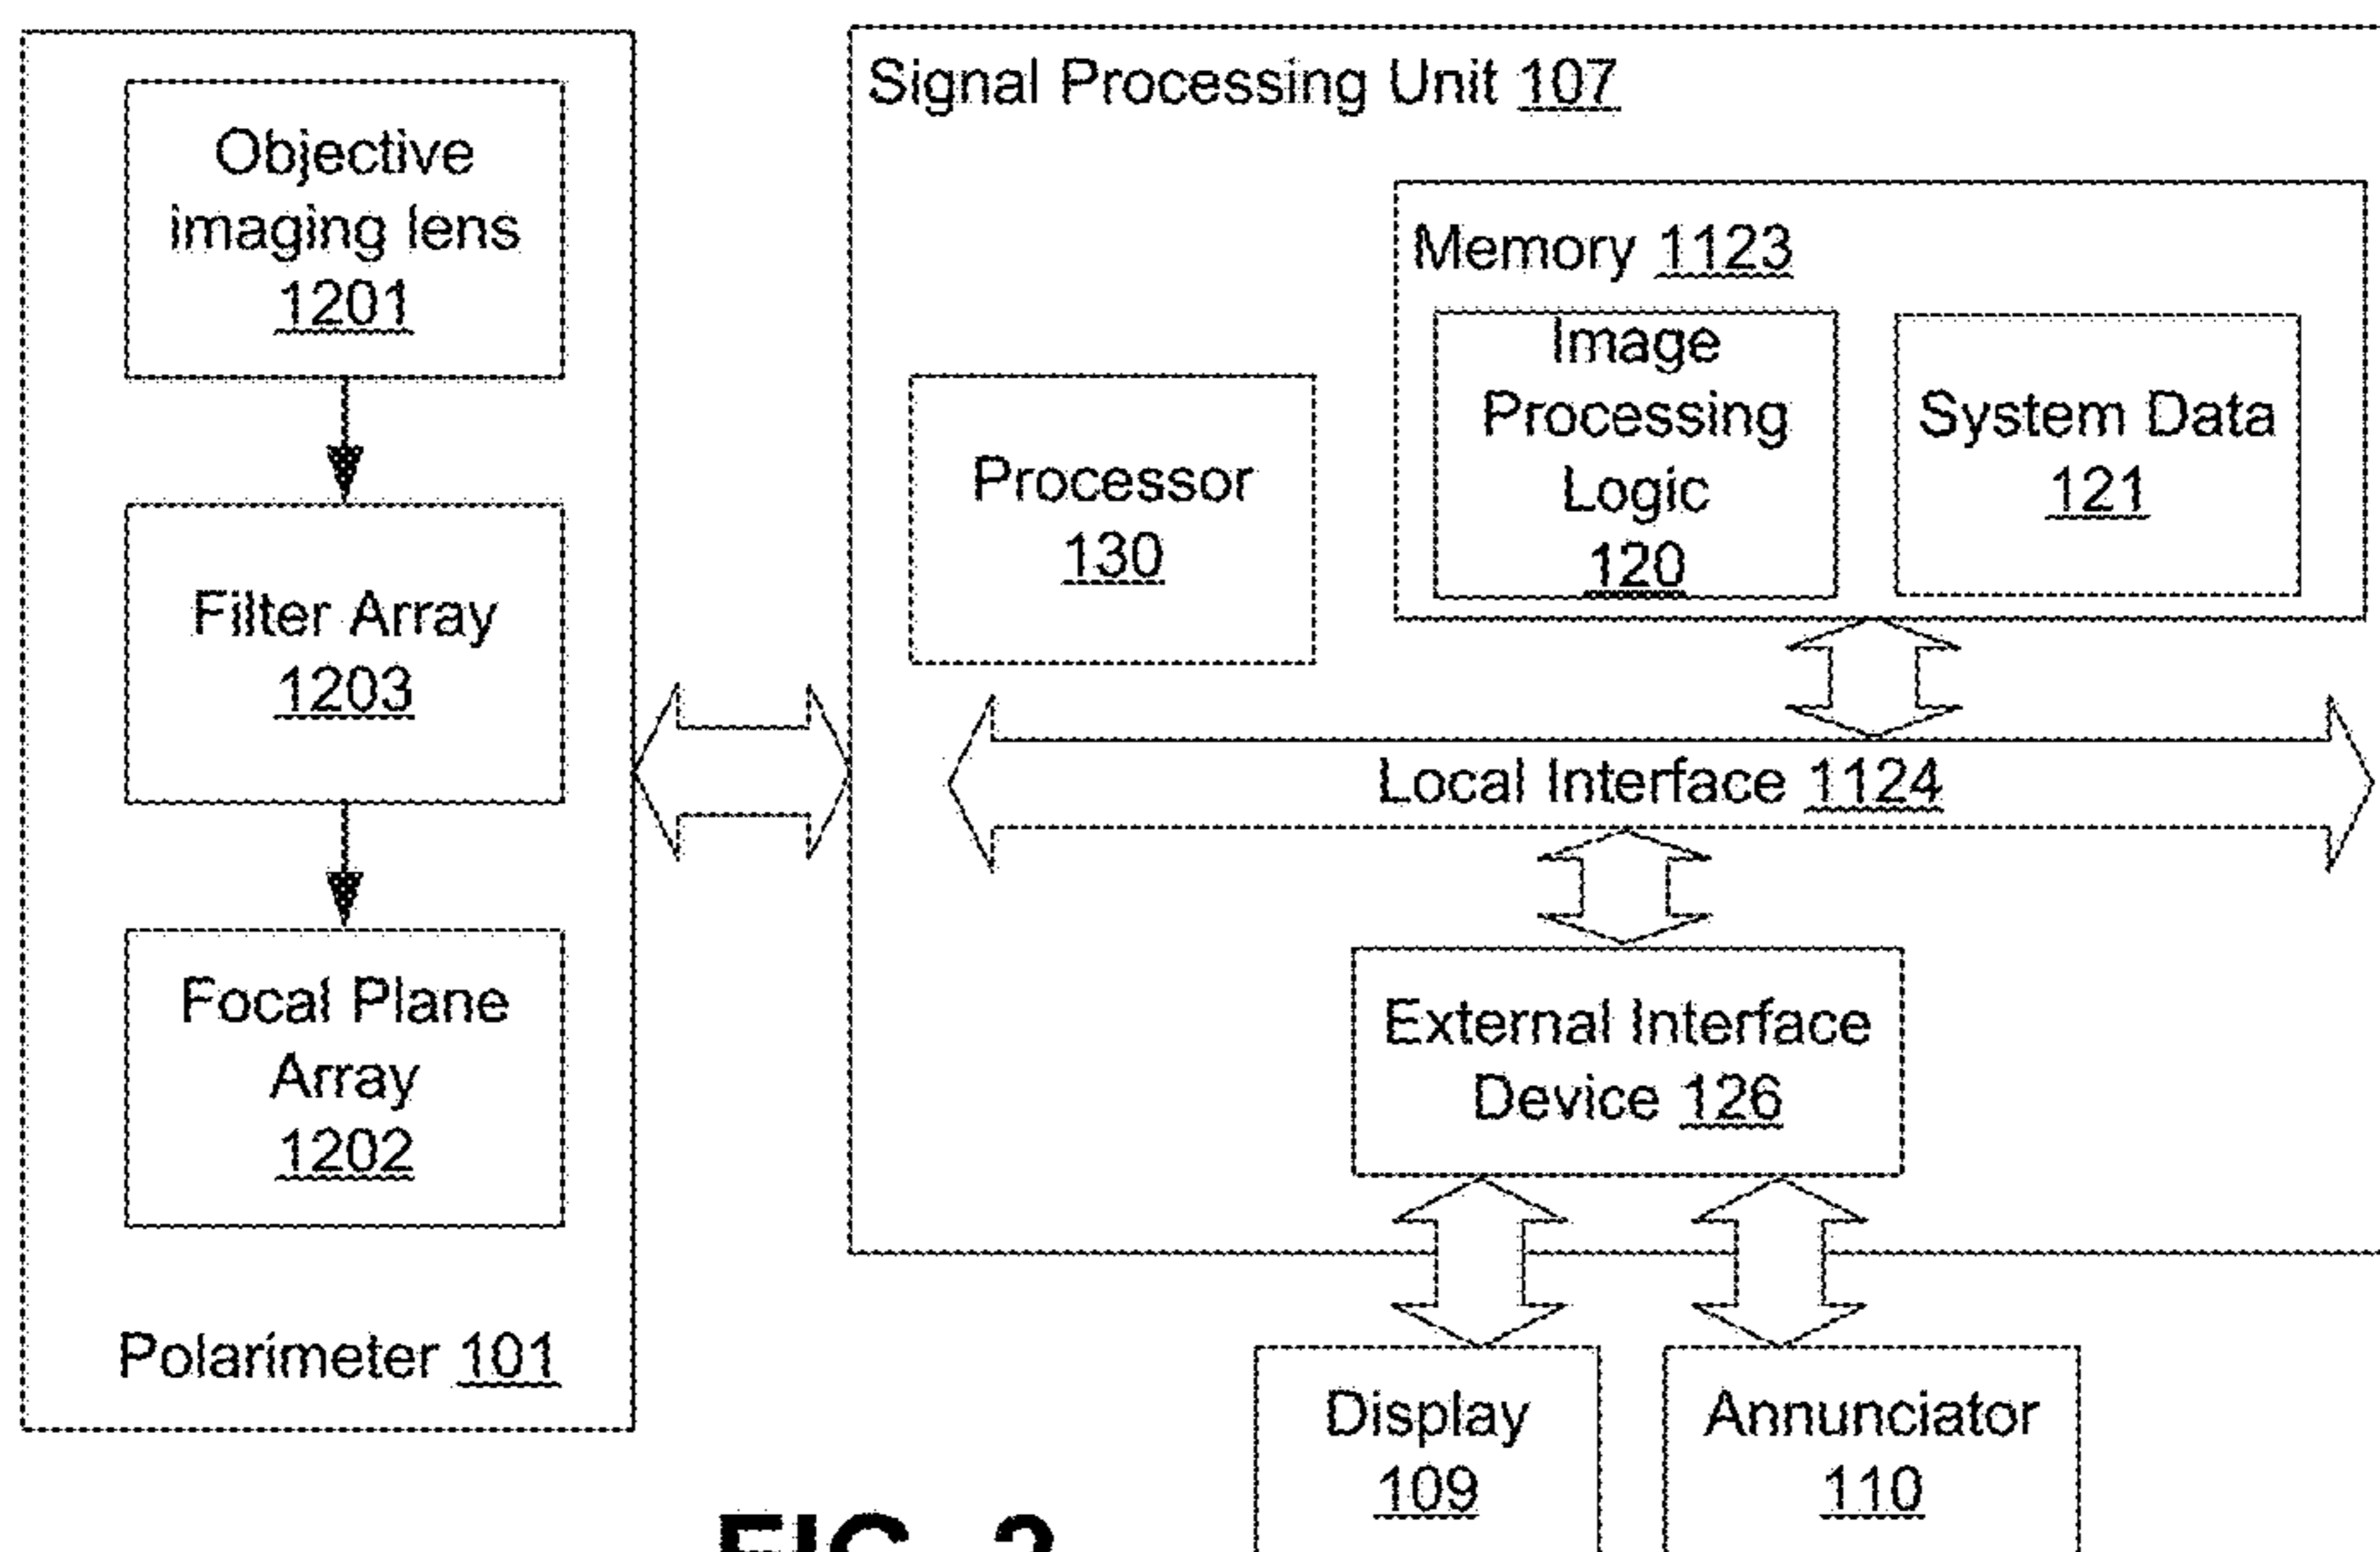 Objective
imaging lens
1201
Filter Array
1203
Focal Plane
Array
1202
Polarimeter 101
Signal Processing Unit 107
Memory 1123
Image
Processing
Logic
120
System Data
121
Processor
130
Local Interface 1124
External Interface
Device 126
Display
109
Annunciator
110
FIG. 2